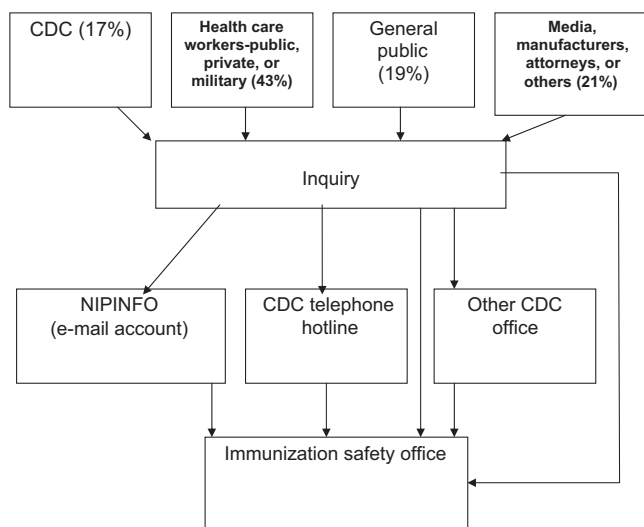 CDC (17%)
Health care
workers-public,
private, or
military (43%)
General
public
(19%)
Media,
manufacturers,
attorneys, or
others (21%)
Inquiry
NIPINFO
(e-mail account)
CDC telephone
hotline
Other CDC
office
Immunization safety office